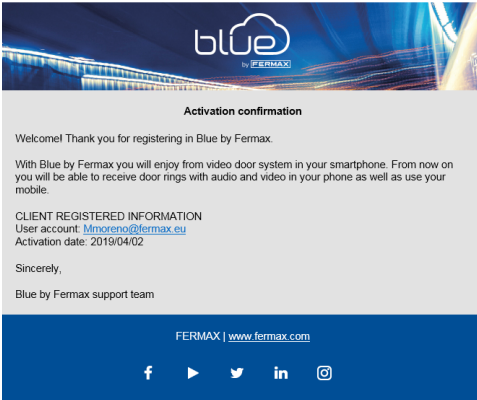 blue
by FERMAX
Activation confirmation
Welcome! Thank you for registering in Blue by Fermax.
With Blue by Fermax you will enjoy from video door system in your smartphone. From now on
you will be able to receive door rings with audio and video in your phone as well as use your
mobile.
CLIENT REGISTERED INFORMATION
User account: Mmoreno@fermax.eu
Activation date: 2019/04/02
Sincerely,
Blue by Fermax support team
FERMAX | www.fermax.com